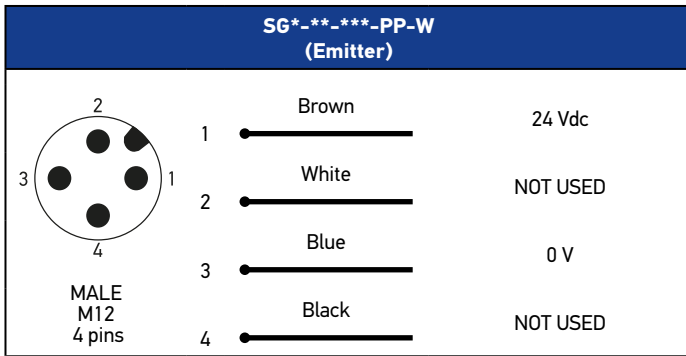 SG*-**-***-PP-W
(Emitter)
2
3
1
4
MALE
M12
4 pins
1
Brown
24 Vdc
2
White
NOT USED
3
Blue
0 V
4
Black
NOT USED